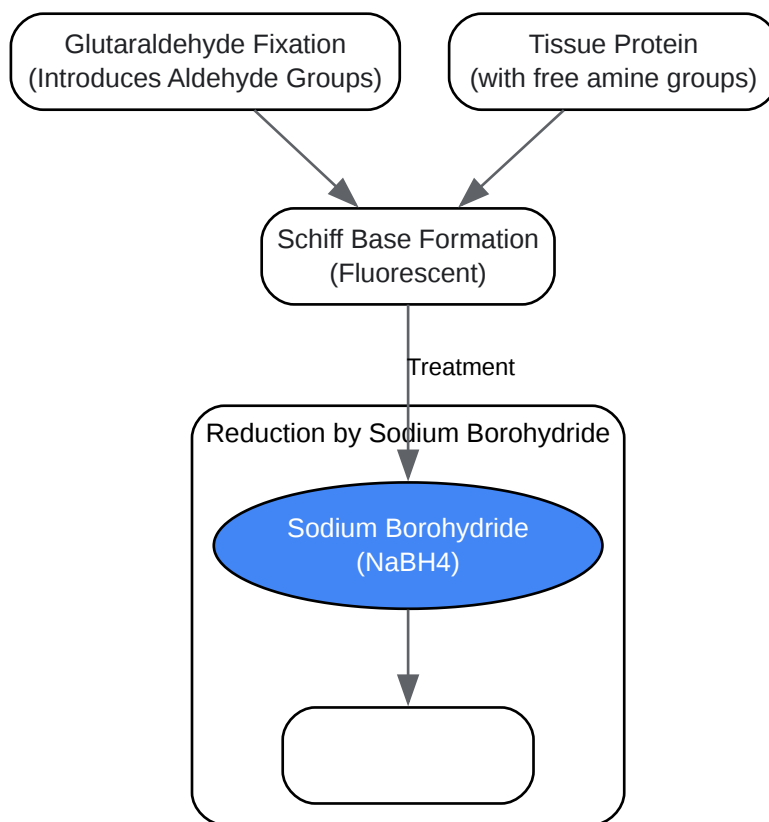 Glutaraldehyde Fixation
(Introduces Aldehyde Groups)
Tissue Protein
(with free amine groups)
Schiff Base Formation
(Fluorescent)
Treatment
Reduction by Sodium Borohydride
Sodium Borohydride
(NaBH4)